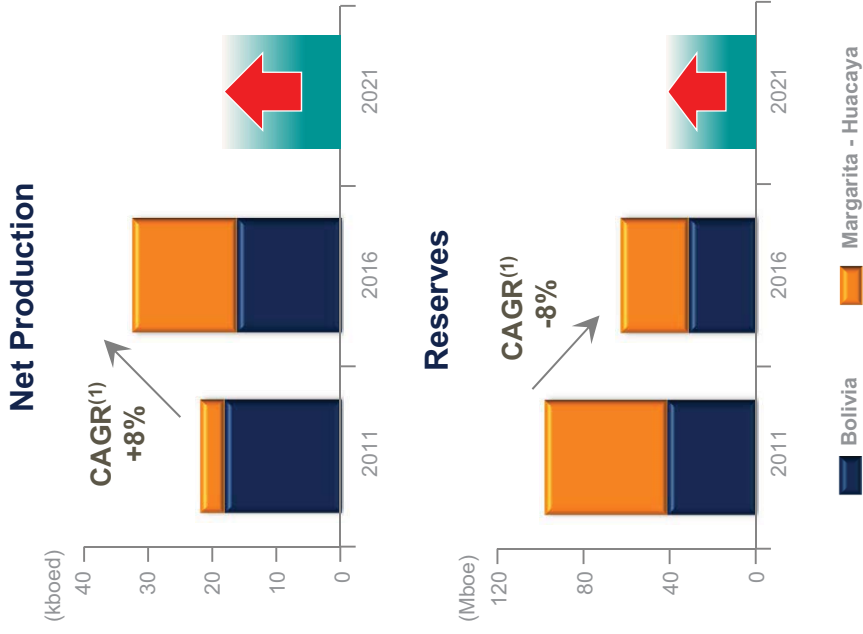 Net Production
(kboed)
40
30
20
10
0
CAGR(1)
+8%
2011
2016
2021
Reserves
(Mboe)
120
80
40
0
CAGR(1)
-8%
2011
2016
2021
Bolivia
Margarita - Huacaya